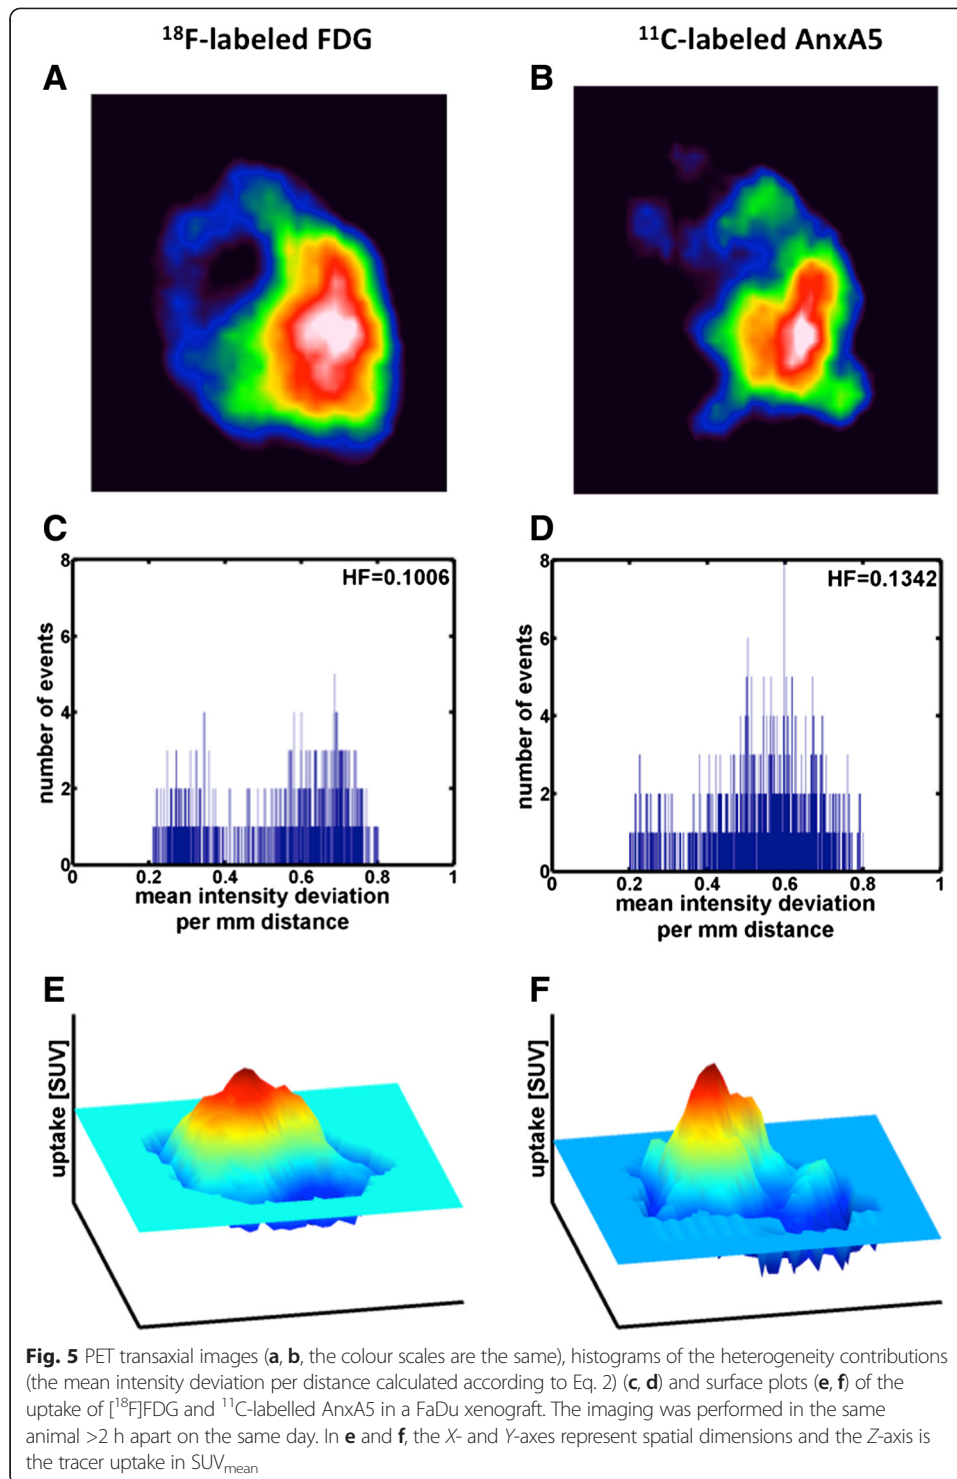 ¹⁸F-labeled FDG
¹¹C-labeled AnxA5
A
B
C
D
8
6
4
2
0
number of events
HF=0.1006
0 0.2 0.4 0.6 0.8 1
mean intensity deviation
per mm distance
8
6
4
2
0
number of events
HF=0.1342
0 0.2 0.4 0.6 0.8 1
mean intensity deviation
per mm distance
E
F
uptake [SUV]
uptake [SUV]
Fig. 5 PET transaxial images (a, b, the colour scales are the same), histograms of the heterogeneity contributions
(the mean intensity deviation per distance calculated according to Eq. 2) (c, d) and surface plots (e, f) of the
uptake of [¹⁸F]FDG and ¹¹C-labelled AnxA5 in a FaDu xenograft. The imaging was performed in the same
animal >2 h apart on the same day. In e and f, the X- and Y-axes represent spatial dimensions and the Z-axis is
the tracer uptake in SUVmean